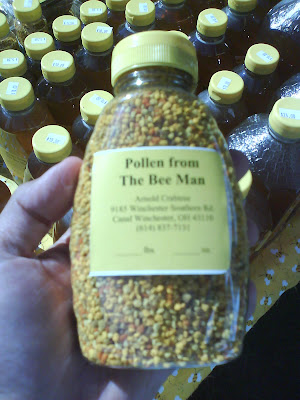 Pollen from
The Bee Man
Arnold Crabtree
9185 Winchester Southern Rd.
Canal Winchester, OH 43110
(614) 837-7131
lbs. oz.